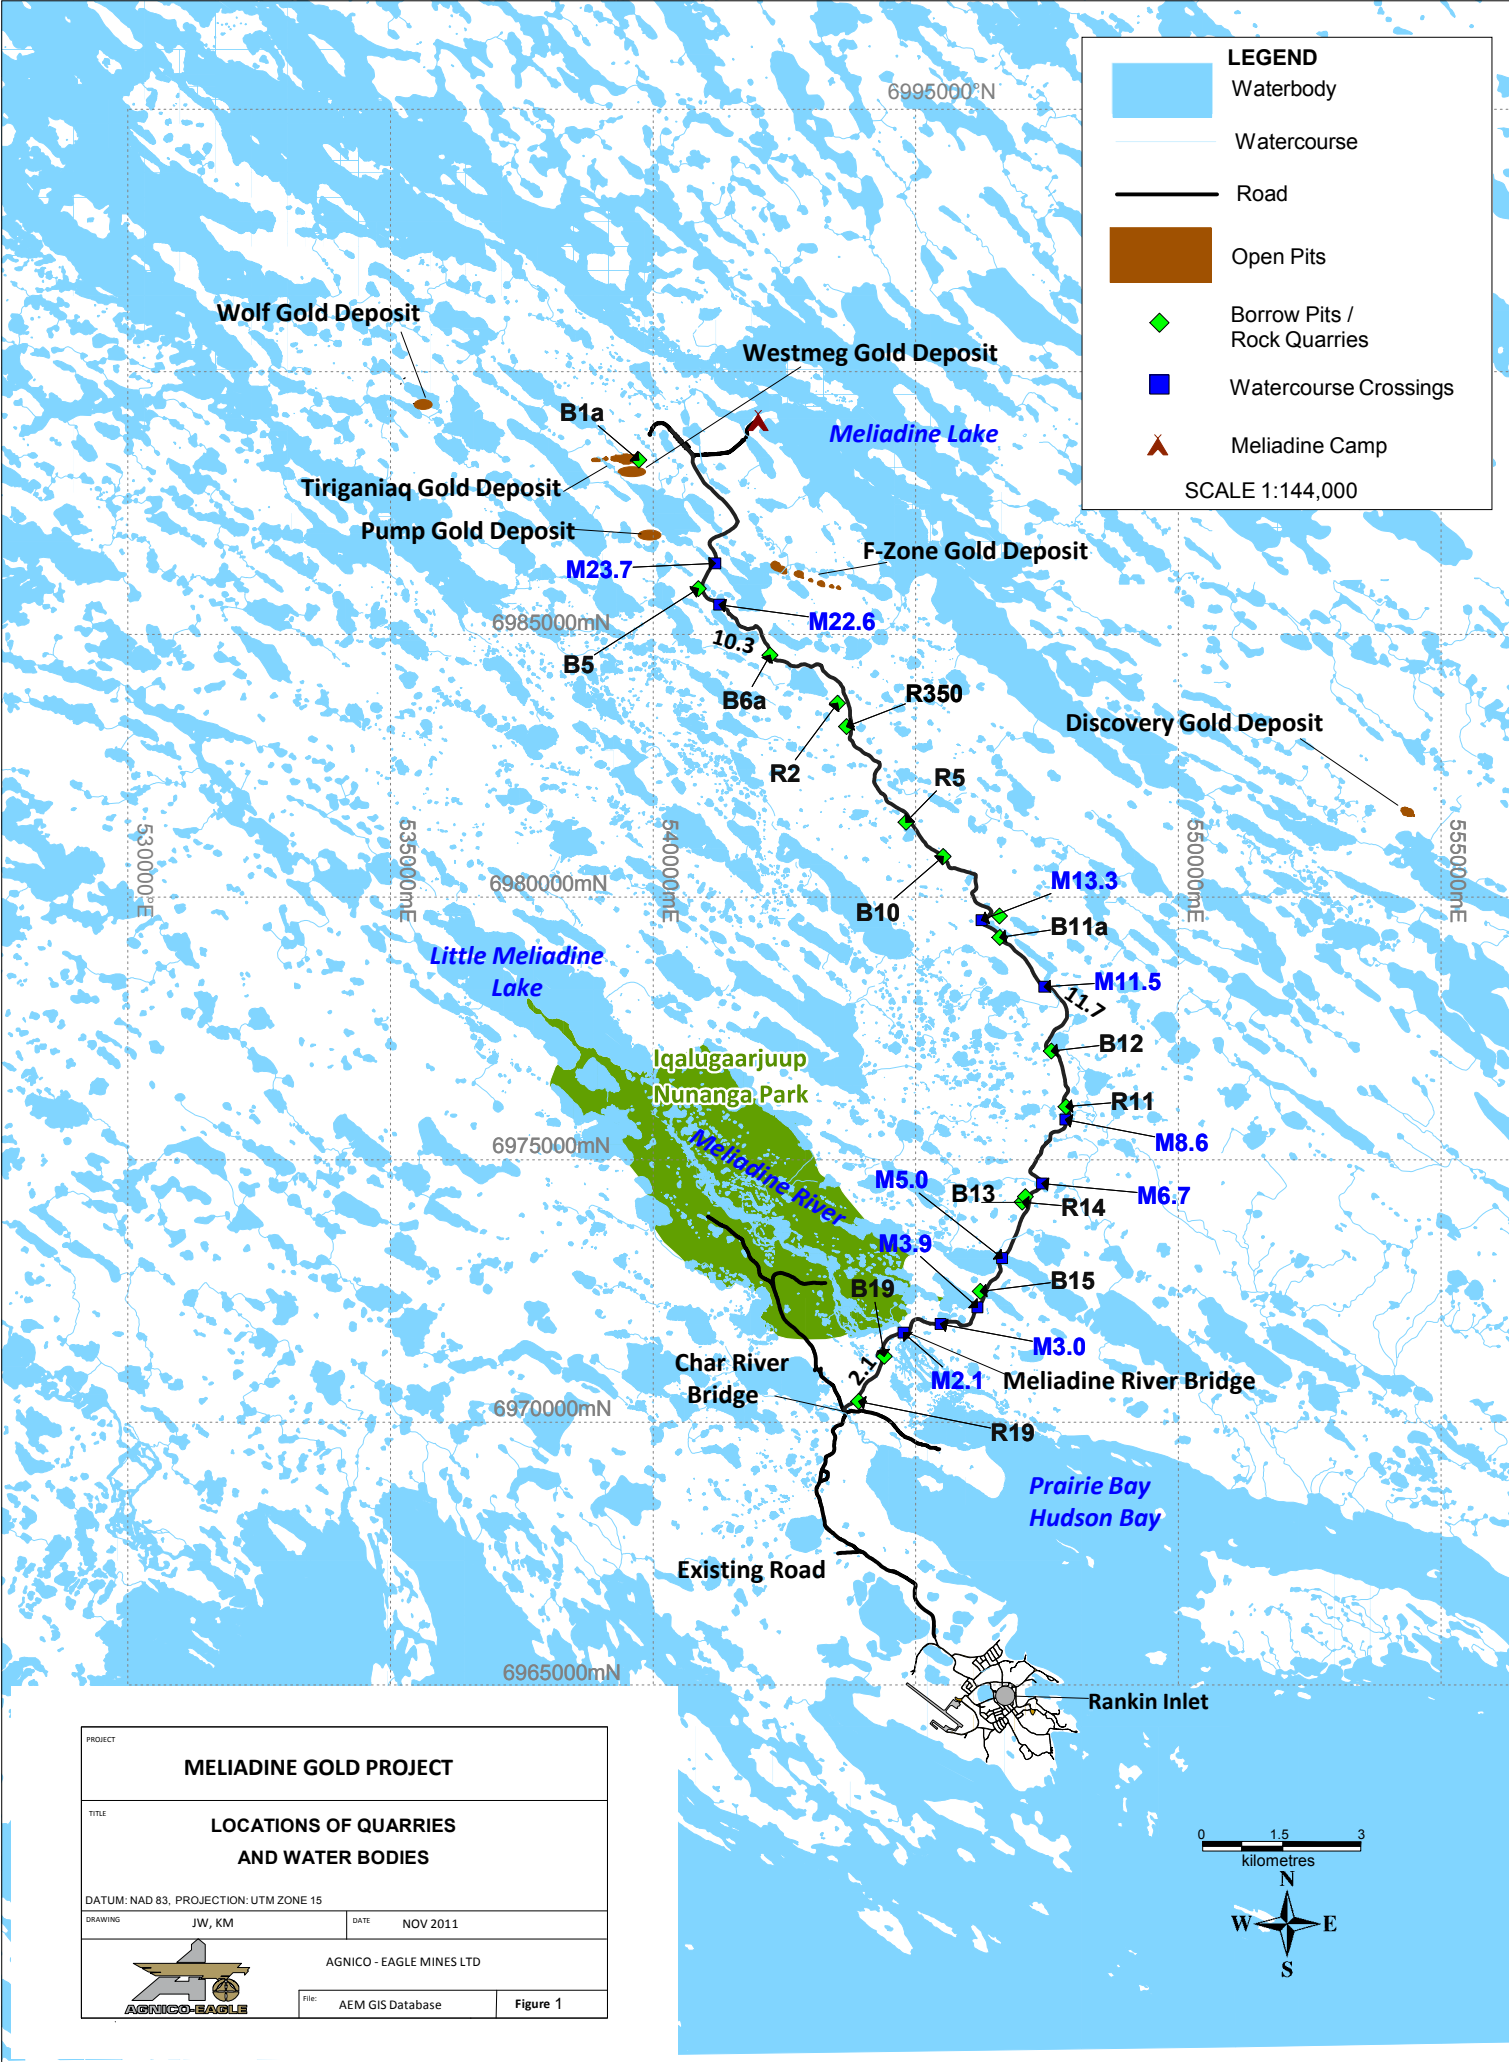 6995000°N
LEGEND
Waterbody
Watercourse
Road
Open Pits
Borrow Pits /
Rock Quarries
Watercourse Crossings
Meliadine Camp
SCALE 1:144,000
Wolf Gold Deposit
Westmeg Gold Deposit
B1a
Meliadine Lake
Tiriganiaq Gold Deposit
Pump Gold Deposit
F-Zone Gold Deposit
M23.7
6985000mN
M22.6
10.3
B5
B6a
R350
Discovery Gold Deposit
R2
R5
530000°E
535000mE
540000mE
550000mE
555000mE
6980000mN
M13.3
B10
B11a
Little Meliadine
Lake
M11.5
11.7
B12
Iqalugaarjuup
Nunanga Park
R11
6975000mN
M8.6
Meliadine River
M5.0
B13
M6.7
R14
M3.9
B19
B15
M3.0
Char River
Bridge
2.1
M2.1
Meliadine River Bridge
6970000mN
R19
Prairie Bay
Hudson Bay
Existing Road
6965000mN
Rankin Inlet
PROJECT
MELIADINE GOLD PROJECT
TITLE
LOCATIONS OF QUARRIES
AND WATER BODIES
DATUM: NAD 83, PROJECTION: UTM ZONE 15
DRAWING
JW, KM
DATE
NOV 2011
AGNICO-EAGLE
AGNICO - EAGLE MINES LTD
File:
AEM GIS Database
Figure 1
0 1.5 3
kilometres
N
W E
S